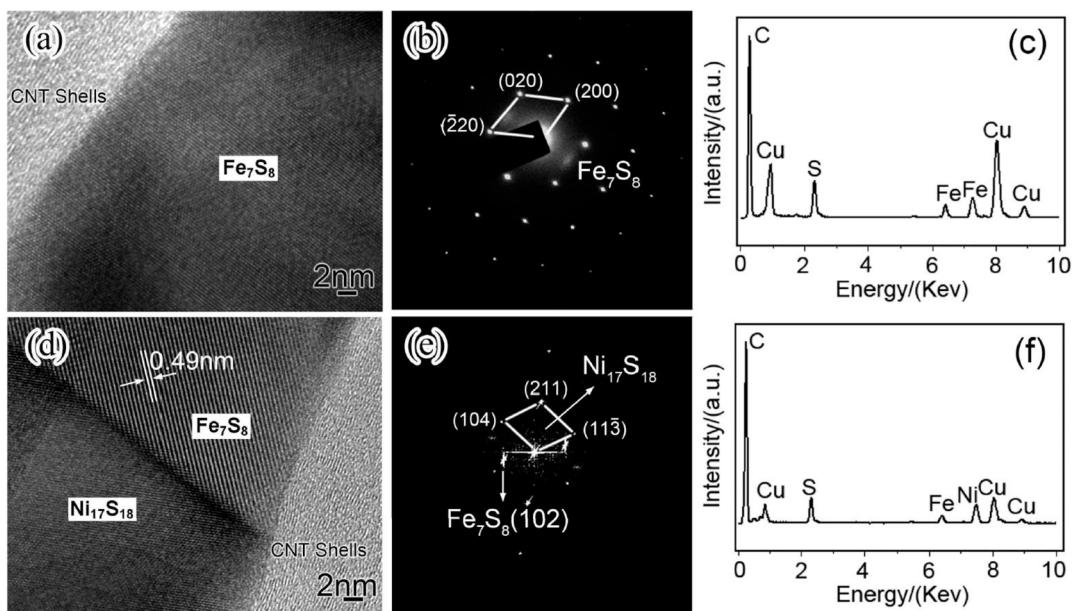 (a)
CNT Shells
Fe₇S₈
2nm
(b)
(020)
(200)
(2̄20)
Fe₇S₈
(c)
Intensity/(a.u.)
C
Cu
S
Fe
Fe
Cu
Cu
0 2 4 6 8 10
Energy/(Kev)
(d)
0.49nm
Fe₇S₈
Ni₁₇S₁₈
CNT Shells
2nm
(e)
Ni₁₇S₁₈
(211)
(104)
(113̄)
Fe₇S₈(102)
(f)
Intensity/(a.u.)
C
Cu
S
Fe
Ni
Cu
Cu
0 2 4 6 8 10
Energy/(Kev)